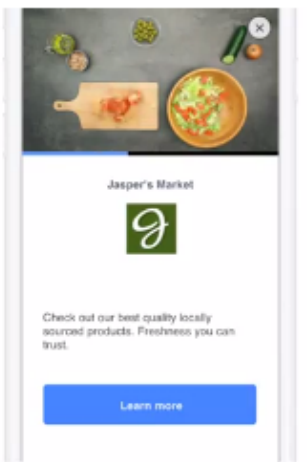 Jasper's Market
Check out our best quality locally
sourced products. Freshness you can
trust.
Learn more